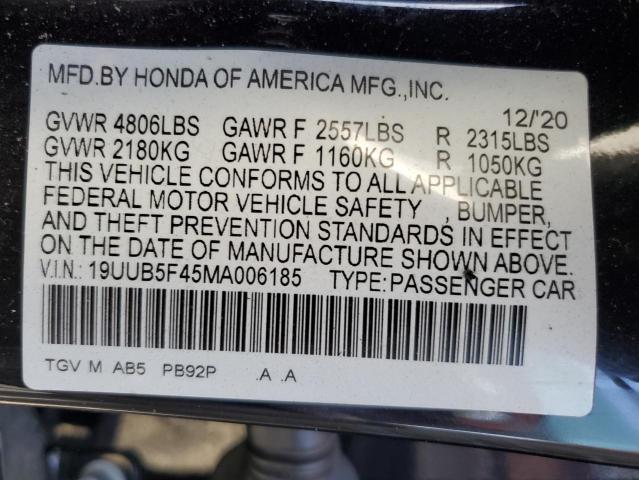 MFD.BY HONDA OF AMERICA MFG.,INC.
12/'20
GVWR 4806LBS GAWR F 2557LBS R 2315LBS
GVWR 2180KG GAWR F 1160KG R 1050KG
THIS VEHICLE CONFORMS TO ALL APPLICABLE
FEDERAL MOTOR VEHICLE SAFETY , BUMPER,
AND THEFT PREVENTION STANDARDS IN EFFECT
ON THE DATE OF MANUFACTURE SHOWN ABOVE.
V.I.N.: 19UUB5F45MA006185 TYPE:PASSENGER CAR
TGV M AB5 PB92P .A .A